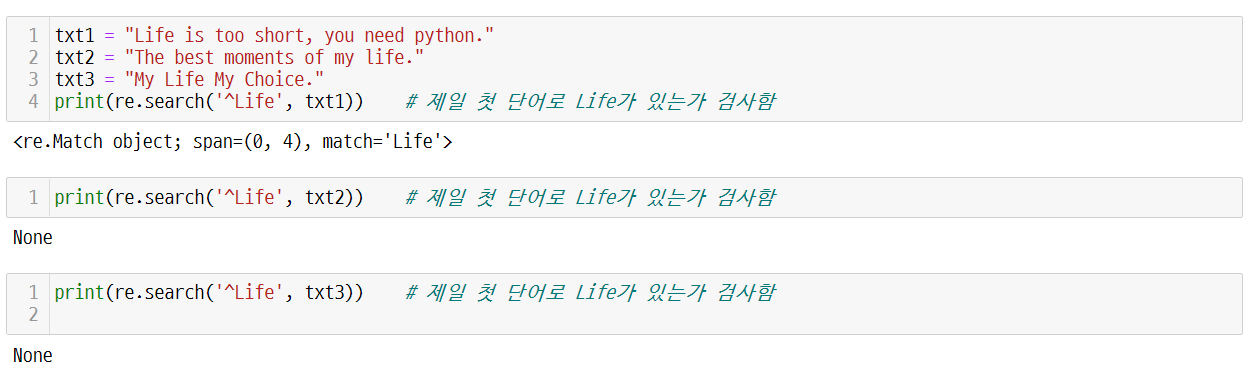 1 txt1 = "Life is too short, you need python."
2 txt2 = "The best moments of my life."
3 txt3 = "My Life My Choice."
4 print(re.search('^Life', txt1)) # 제일 첫 단어로 Life가 있는가 검사함
<re.Match object; span=(0, 4), match='Life'>
1 print(re.search('^Life', txt2)) # 제일 첫 단어로 Life가 있는가 검사함
None
1 print(re.search('^Life', txt3)) # 제일 첫 단어로 Life가 있는가 검사함
2
None